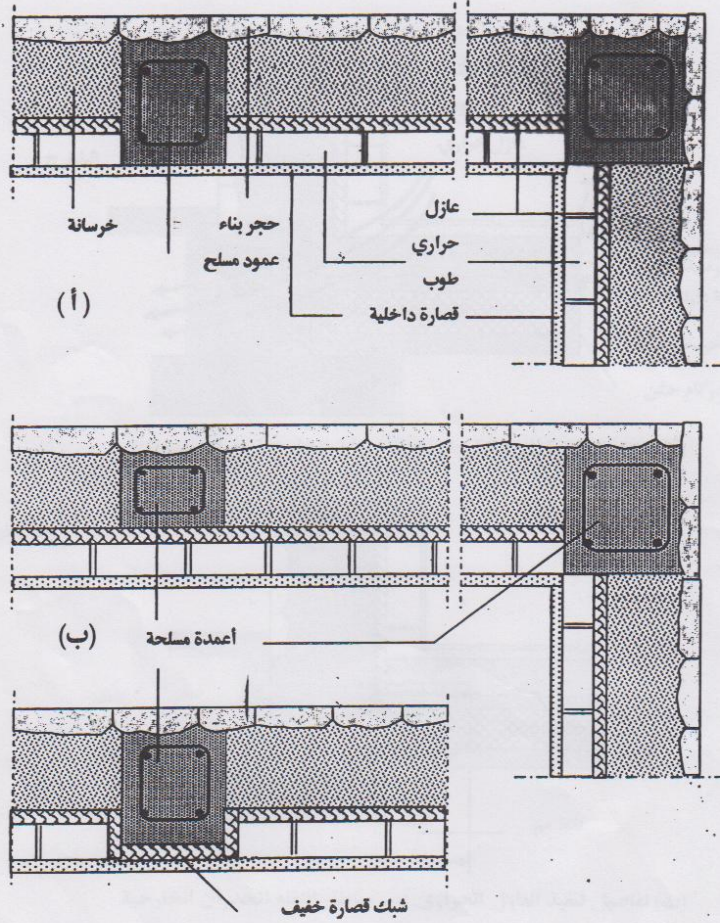 خرسانة
حجر بناء
عمود مسلح
عازل
حراري
طوب
قصارة داخلية
(أ)
(ب)
أعمدة مسلحة
شبك قصارة خفيف